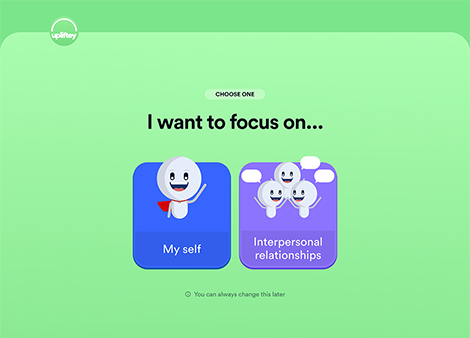 upliftey
CHOOSE ONE
I want to focus on...
My self
Interpersonal
relationships
You can always change this later